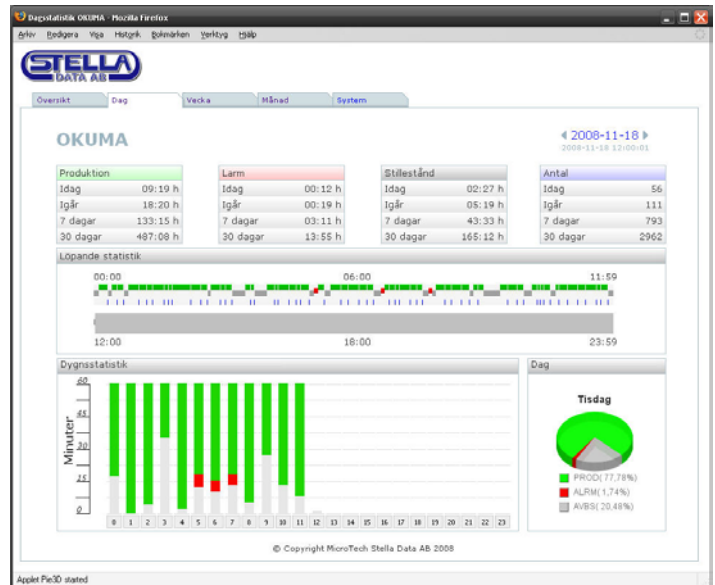 Dagsstatistik OKUMA - Mozilla Firefox
Arkiv Redigera Visa Historik Bokmärken Verktyg Hjälp
STELLA
DATA AB
Översikt Dag Vecka Månad System
OKUMA
2008-11-18
2008-11-18 12:00:01
Produktion Larm Stillestånd Antal
Idag 09:19 h Idag 00:12 h Idag 02:27 h Idag 56
Igår 18:20 h Igår 00:19 h Igår 05:19 h Igår 111
7 dagar 133:15 h 7 dagar 03:11 h 7 dagar 43:33 h 7 dagar 793
30 dagar 487:08 h 30 dagar 13:55 h 30 dagar 165:12 h 30 dagar 2962
Löpande statistik
00:00 06:00 11:59
12:00 18:00 23:59
Dygnsstatistik Dag
60
45
30
15
0
Minuter
0 1 2 3 4 5 6 7 8 9 10 11 12 13 14 15 16 17 18 19 20 21 22 23
Tisdag
PROD( 77,78%)
ALRM( 1,74%)
AVBS( 20,48%)
© Copyright MicroTech Stella Data AB 2008
Applet Pie3D started